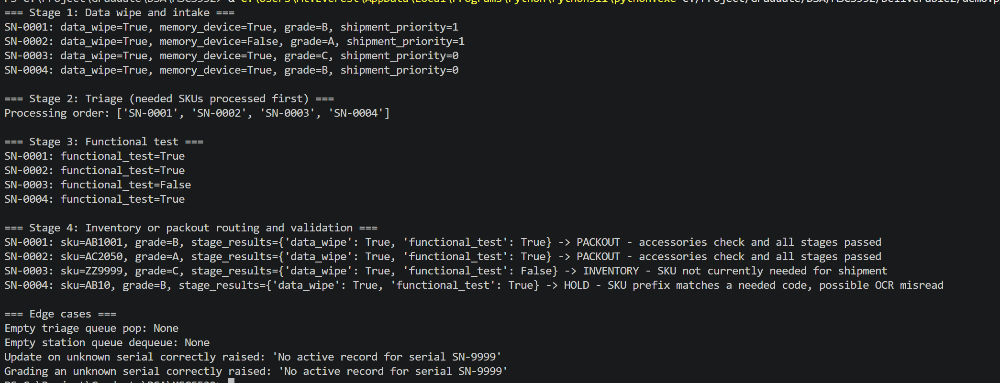 === Stage 1: Data wipe and intake ===
SN-0001: data_wipe=True, memory_device=True, grade=B, shipment_priority=1
SN-0002: data_wipe=True, memory_device=False, grade=A, shipment_priority=1
SN-0003: data_wipe=True, memory_device=True, grade=C, shipment_priority=0
SN-0004: data_wipe=True, memory_device=True, grade=B, shipment_priority=0
=== Stage 2: Triage (needed SKUs processed first) ===
Processing order: ['SN-0001', 'SN-0002', 'SN-0003', 'SN-0004']
=== Stage 3: Functional test ===
SN-0001: functional_test=True
SN-0002: functional_test=True
SN-0003: functional_test=False
SN-0004: functional_test=True
=== Stage 4: Inventory or packout routing and validation ===
SN-0001: sku=AB1001, grade=B, stage_results={'data_wipe': True, 'functional_test': True} -> PACKOUT - accessories check and all stages passed
SN-0002: sku=AC2050, grade=A, stage_results={'data_wipe': True, 'functional_test': True} -> PACKOUT - accessories check and all stages passed
SN-0003: sku=ZZ9999, grade=C, stage_results={'data_wipe': True, 'functional_test': False} -> INVENTORY - SKU not currently needed for shipment
SN-0004: sku=AB10, grade=B, stage_results={'data_wipe': True, 'functional_test': True} -> HOLD - SKU prefix matches a needed code, possible OCR misread
=== Edge cases ===
Empty triage queue pop: None
Empty station queue dequeue: None
Update on unknown serial correctly raised: 'No active record for serial SN-9999'
Grading an unknown serial correctly raised: 'No active record for serial SN-9999'